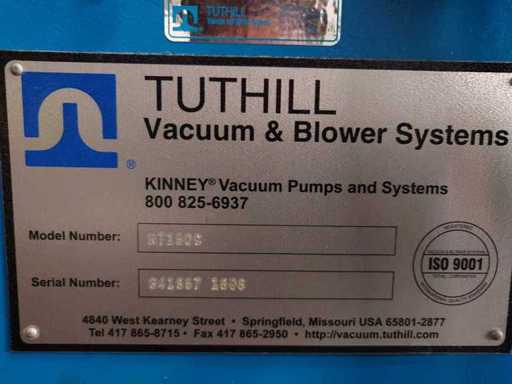 TUTHILL
TUTHILL
Vacuum & Blower Systems
®
KINNEY® Vacuum Pumps and Systems
800 825-6937
Model Number:
Serial Number:
ISO 9001
4840 West Kearney Street • Springfield, Missouri USA 65801-2877
Tel 417 865-8715 • Fax 417 865-2950 • http://vacuum.tuthill.com